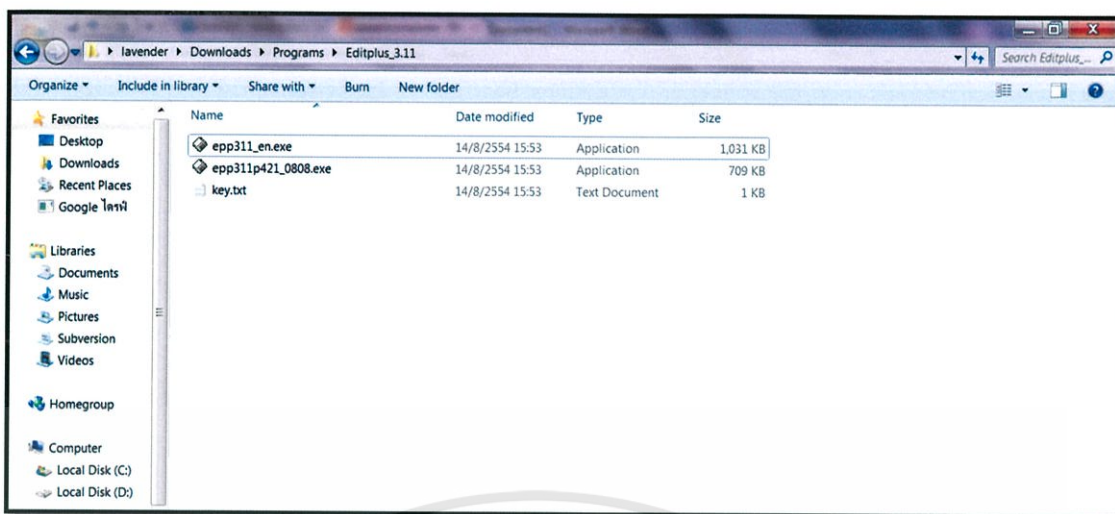 lavender Downloads Programs Editplus_3.11
Search Editplus_...
Organize Include in library Share with Burn New folder
Favorites
Desktop
Downloads
Recent Places
Google ไดรฟ์
Libraries
Documents
Music
Pictures
Subversion
Videos
Homegroup
Computer
Local Disk (C:)
Local Disk (D:)
Name Date modified Type Size
epp311_en.exe 14/8/2554 15:53 Application 1,031 KB
epp311p421_0808.exe 14/8/2554 15:53 Application 709 KB
key.txt 14/8/2554 15:53 Text Document 1 KB